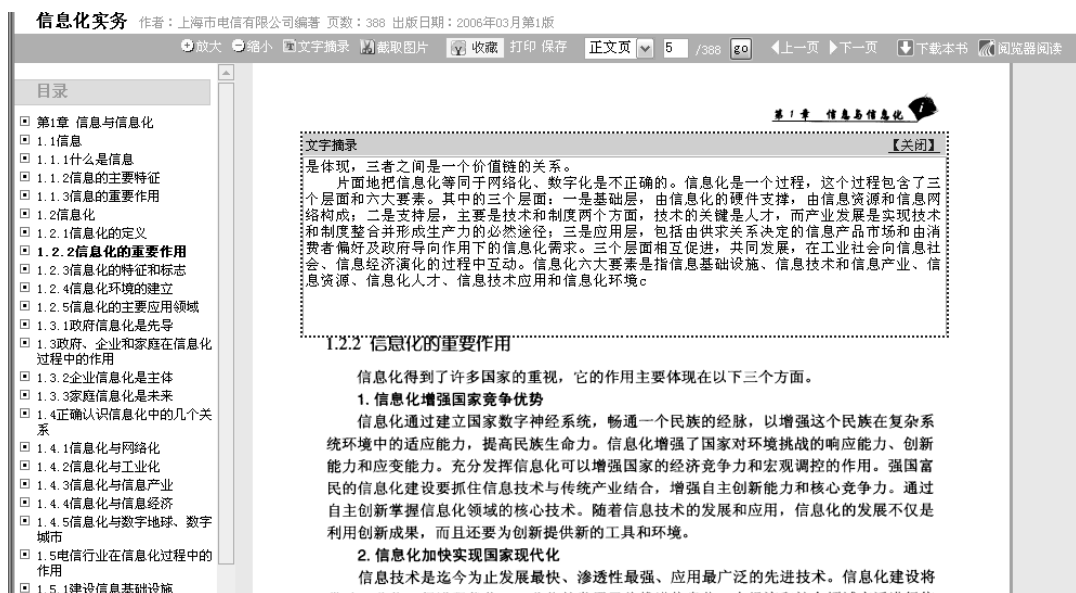 信息化实务 作者：上海市电信有限公司编著 页数：388 出版日期：2006年03月第1版
放大 缩小 文字摘录 截取图片 收藏 打印 保存 正文页 5 /388 go 上一页 下一页 下载本书 阅览器阅读
目录
第1章 信息与信息化
1.1信息
1.1.1什么是信息
1.1.2信息的主要特征
1.1.3信息的重要作用
1.2信息化
1.2.1信息化的定义
1.2.2信息化的重要作用
1.2.3信息化的特征和标志
1.2.4信息化环境的建立
1.2.5信息化的主要应用领域
1.3.1政府信息化是先导
1.3政府、企业和家庭在信息化
过程中的作用
1.3.2企业信息化是主体
1.3.3家庭信息化是未来
1.4正确认识信息化中的几个关
系
1.4.1信息化与网络化
1.4.2信息化与工业化
1.4.3信息化与信息产业
1.4.4信息化与信息经济
1.4.5信息化与数字地球、数字
城市
1.5电信行业在信息化过程中的
作用
1.5.1建设信息基础设施
第1章 信息与信息化 i
文字摘录 【关闭】
是体现，三者之间是一个价值链的关系。
片面地把信息化等同于网络化、数字化是不正确的。信息化是一个过程，这个过程包含了三
个层面和六大要素。其中的三个层面：一是基础层，由信息化的硬件支撑，由信息资源和信息网
络构成；二是支持层，主要是技术和制度两个方面，技术的关键是人才，而产业发展是实现技术
和制度整合并形成生产力的必然途径；三是应用层，包括由供求关系决定的信息产品市场和由消
费者偏好及政府导向作用下的信息化需求。三个层面相互促进，共同发展，在工业社会向信息社
会、信息经济演化的过程中互动。信息化六大要素是指信息基础设施、信息技术和信息产业、信
息资源、信息化人才、信息技术应用和信息化环境c
1.2.2 信息化的重要作用
信息化得到了许多国家的重视，它的作用主要体现在以下三个方面。
1. 信息化增强国家竞争优势
信息化通过建立国家数字神经系统，畅通一个民族的经脉，以增强这个民族在复杂系
统环境中的适应能力，提高民族生命力。信息化增强了国家对环境挑战的响应能力、创新
能力和应变能力。充分发挥信息化可以增强国家的经济竞争力和宏观调控的作用。强国富
民的信息化建设要抓住信息技术与传统产业结合，增强自主创新能力和核心竞争力。通过
自主创新掌握信息化领域的核心技术。随着信息技术的发展和应用，信息化的发展不仅是
利用创新成果，而且还要为创新提供新的工具和环境。
2. 信息化加快实现国家现代化
信息技术是迄今为止发展最快、渗透性最强、应用最广泛的先进技术。信息化建设将